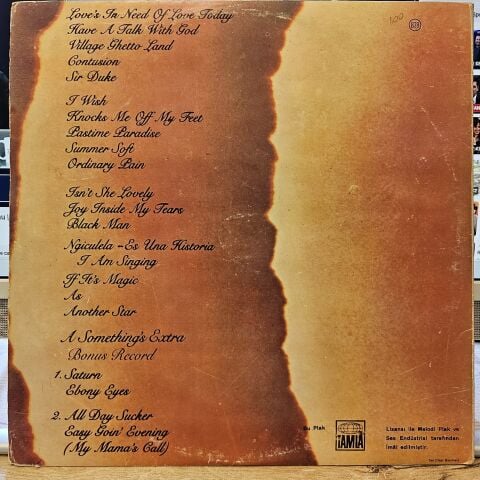 Love's In Need Of Love Today
Have A Talk With God
Village Ghetto Land
Contusion
Sir Duke
I Wish
Knocks Me Off My Feet
Pastime Paradise
Summer Soft
Ordinary Pain
Isn't She Lovely
Joy Inside My Tears
Black Man
Ngiculela - Es Una Historia
I Am Singing
If It's Magic
As
Another Star
A Something's Extra
Bonus Record
1. Saturn
Ebony Eyes
2. All Day Sucker
Easy Goin' Evening
(My Mama's Call)
100
Bu Plak
Lisansı ile Melodi Plak ve
Ses Endüstrisi tarafından
imâl edilmiştir.